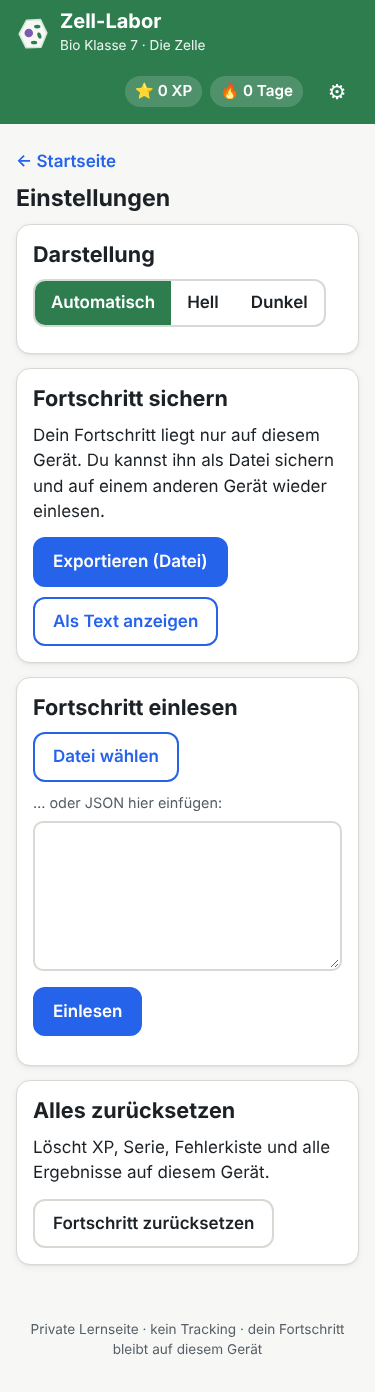 Zell-Labor
Bio Klasse 7 · Die Zelle
⭐ 0 XP
🔥 0 Tage
⚙
← Startseite
Einstellungen
Darstellung
Automatisch
Hell
Dunkel
Fortschritt sichern
Dein Fortschritt liegt nur auf diesem
Gerät. Du kannst ihn als Datei sichern
und auf einem anderen Gerät wieder
einlesen.
Exportieren (Datei)
Als Text anzeigen
Fortschritt einlesen
Datei wählen
… oder JSON hier einfügen:
Einlesen
Alles zurücksetzen
Löscht XP, Serie, Fehlerkiste und alle
Ergebnisse auf diesem Gerät.
Fortschritt zurücksetzen
Private Lernseite · kein Tracking · dein Fortschritt
bleibt auf diesem Gerät